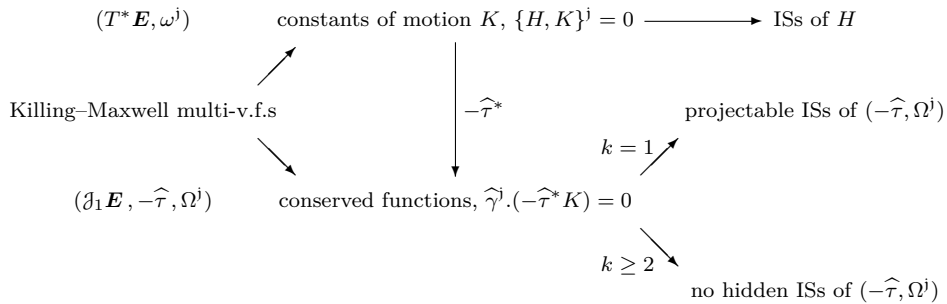 (T*E, ωʲ) constants of motion K, {H, K}ʲ = 0 ISs of H
−τ̂*
Killing–Maxwell multi-v.f.s projectable ISs of (−τ̂, Ωʲ)
k = 1
(𝒥₁E, −τ̂, Ωʲ) conserved functions, γ̂ʲ.(−τ̂*K) = 0
k ≥ 2
no hidden ISs of (−τ̂, Ωʲ)